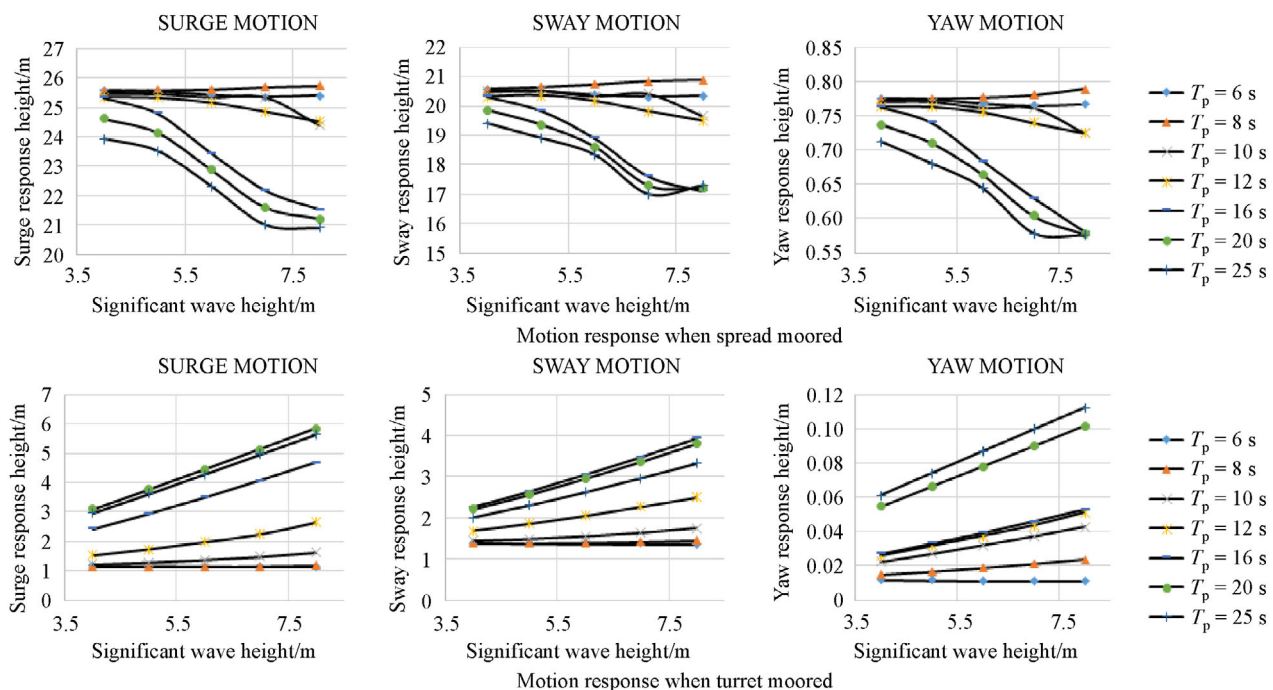 SURGE MOTION
Surge response height/m
27
26
25
24
23
22
21
20
3.5 5.5 7.5
Significant wave height/m
SWAY MOTION
Sway response height/m
22
21
20
19
18
17
16
15
3.5 5.5 7.5
Significant wave height/m
YAW MOTION
Yaw response height/m
0.85
0.80
0.75
0.70
0.65
0.60
0.55
3.5 5.5 7.5
Significant wave height/m
Tp = 6 s
Tp = 8 s
Tp = 10 s
Tp = 12 s
Tp = 16 s
Tp = 20 s
Tp = 25 s
Motion response when spread moored
SURGE MOTION
Surge response height/m
7
6
5
4
3
2
1
0
3.5 5.5 7.5
Significant wave height/m
SWAY MOTION
Sway response height/m
5
4
3
2
1
0
3.5 5.5 7.5
Significant wave height/m
YAW MOTION
Yaw response height/m
0.12
0.10
0.08
0.06
0.04
0.02
0
3.5 5.5 7.5
Significant wave height/m
Tp = 6 s
Tp = 8 s
Tp = 10 s
Tp = 12 s
Tp = 16 s
Tp = 20 s
Tp = 25 s
Motion response when turret moored